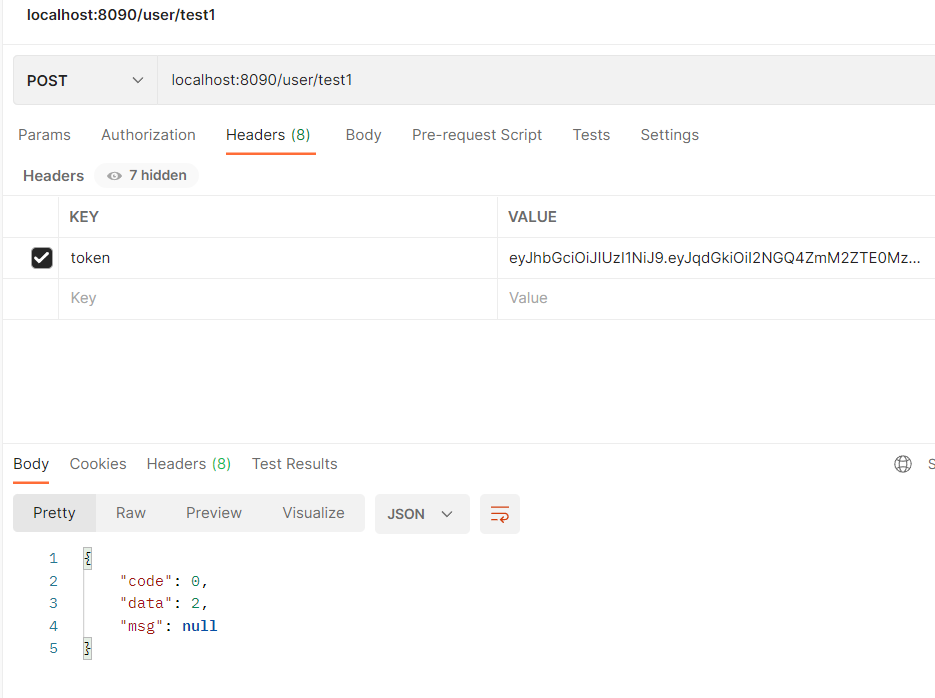 localhost:8090/user/test1
POST localhost:8090/user/test1
Params Authorization Headers (8) Body Pre-request Script Tests Settings
Headers 7 hidden
KEY VALUE
token eyJhbGciOiJIUzI1NiJ9.eyJqdGkiOiI2NGQ4ZmM2ZTE0Mz...
Key Value
Body Cookies Headers (8) Test Results S
Pretty Raw Preview Visualize JSON
1 {
2 "code": 0,
3 "data": 2,
4 "msg": null
5 }